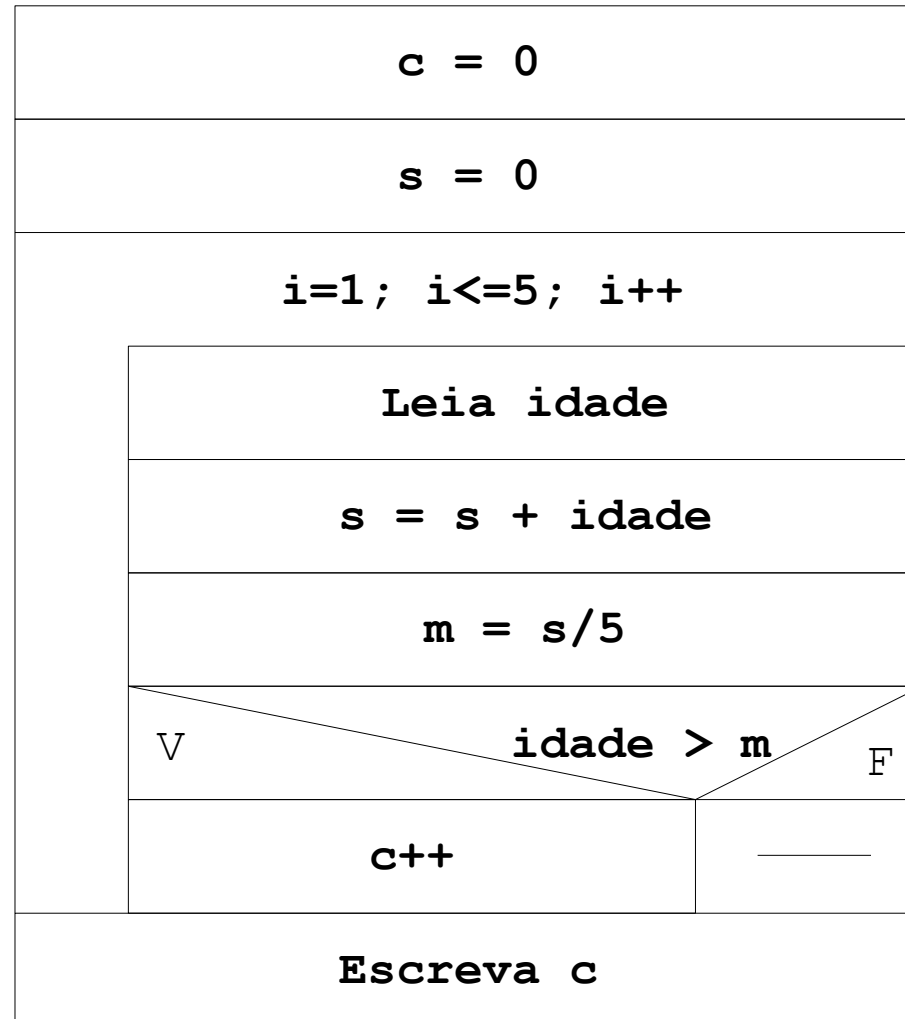 c = 0
s = 0
i=1; i<=5; i++
Leia idade
s = s + idade
m = s/5
V idade > m F
c++
Escreva c